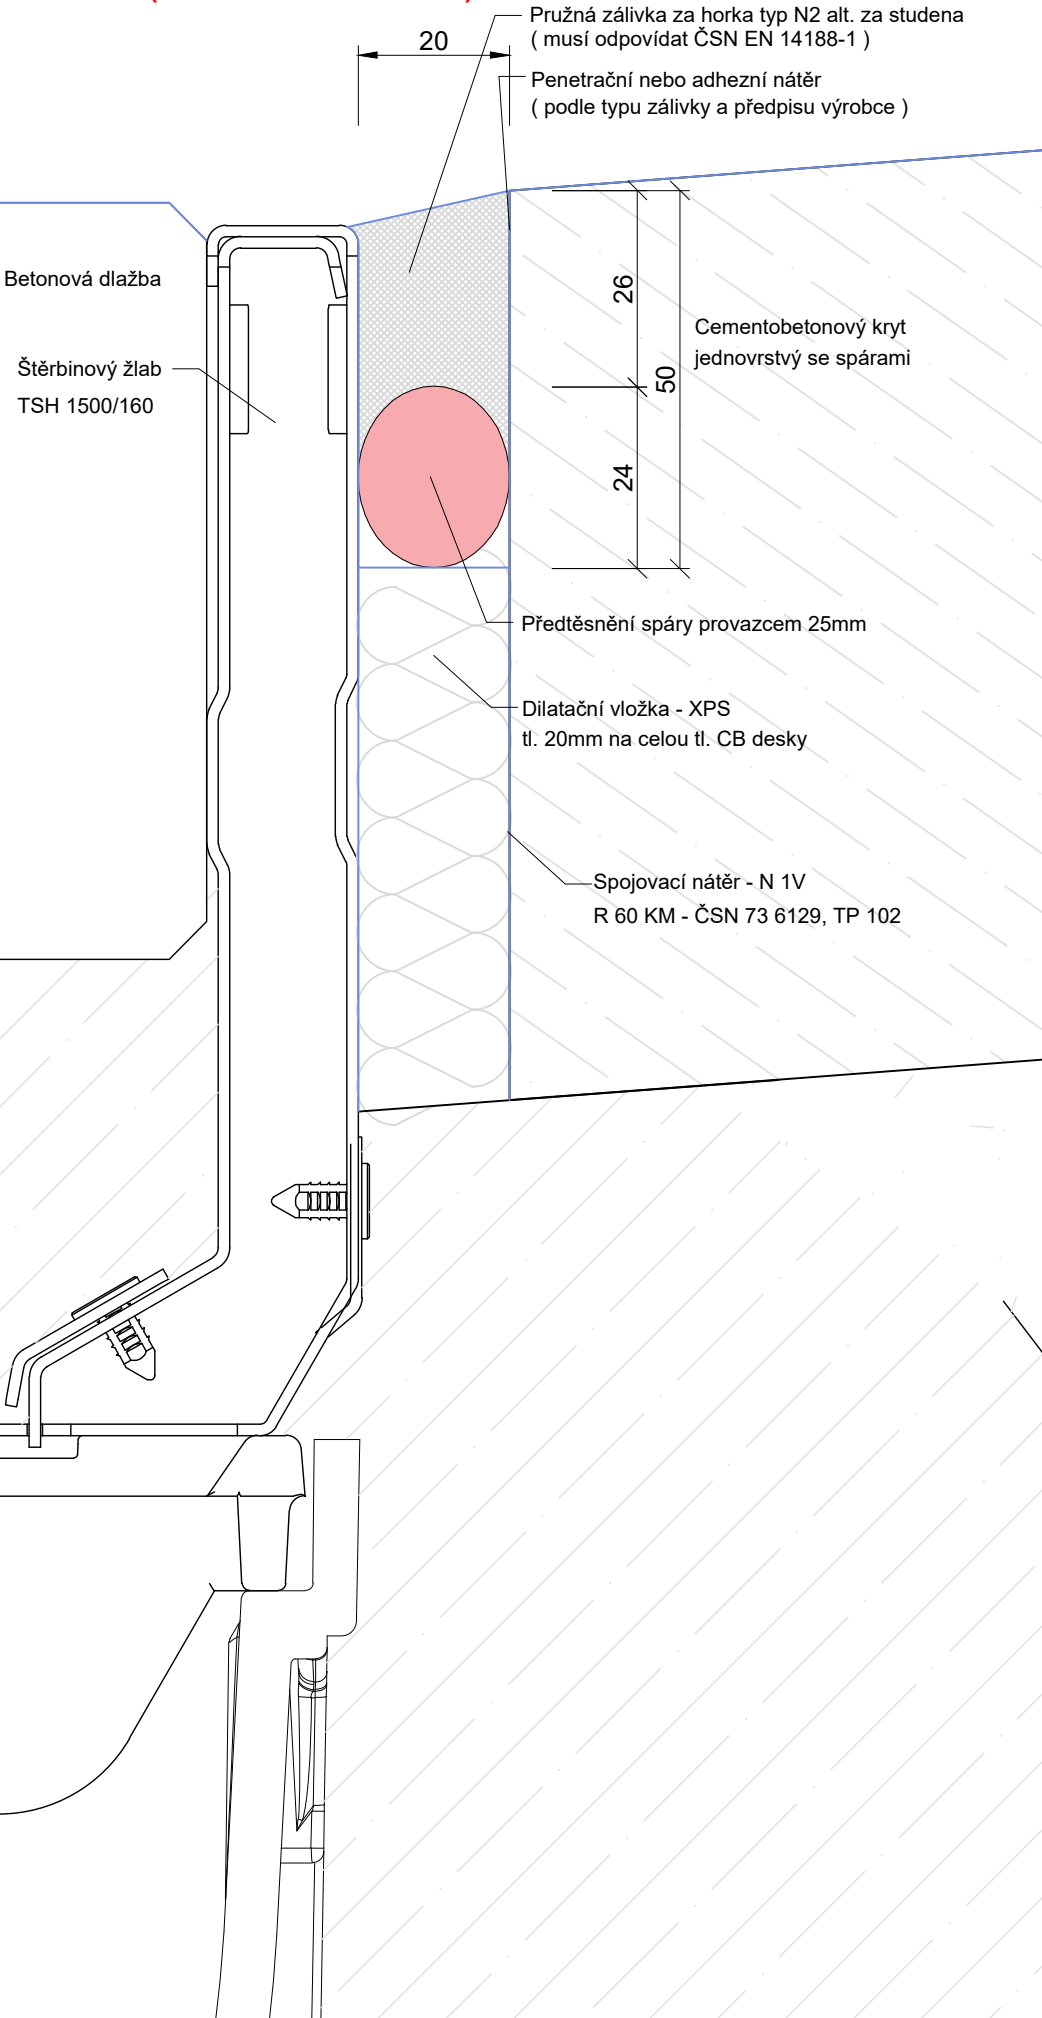 Pružná zálivka za horka typ N2 alt. za studena
( musí odpovídat ČSN EN 14188-1 )
20
Penetrační nebo adhezní nátěr
( podle typu zálivky a předpisu výrobce )
Betonová dlažba
26
Cementobetonový kryt
jednovrstvý se spárami
Štěrbinový žlab
TSH 1500/160
50
24
Předtěsnění spáry provazcem 25mm
Dilatační vložka - XPS
tl. 20mm na celou tl. CB desky
Spojovací nátěr - N 1V
R 60 KM - ČSN 73 6129, TP 102